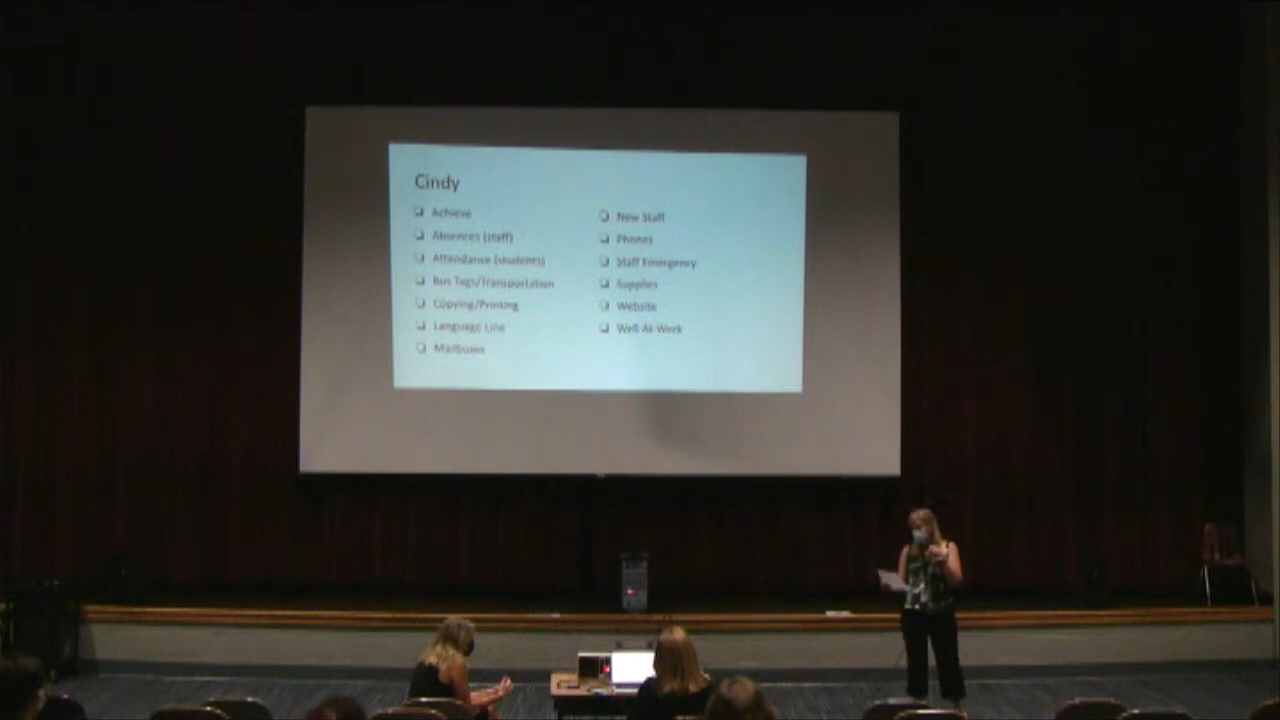 Cindy
❑ Achieve
❑ Absences (staff)
❑ Attendance (students)
❑ Bus Tags/Transportation
❑ Copying/Printing
❑ Language Line
❑ Mailboxes
❑ New Staff
❑ Phones
❑ Staff Emergency
❑ Supplies
❑ Website
❑ Well-At-Work